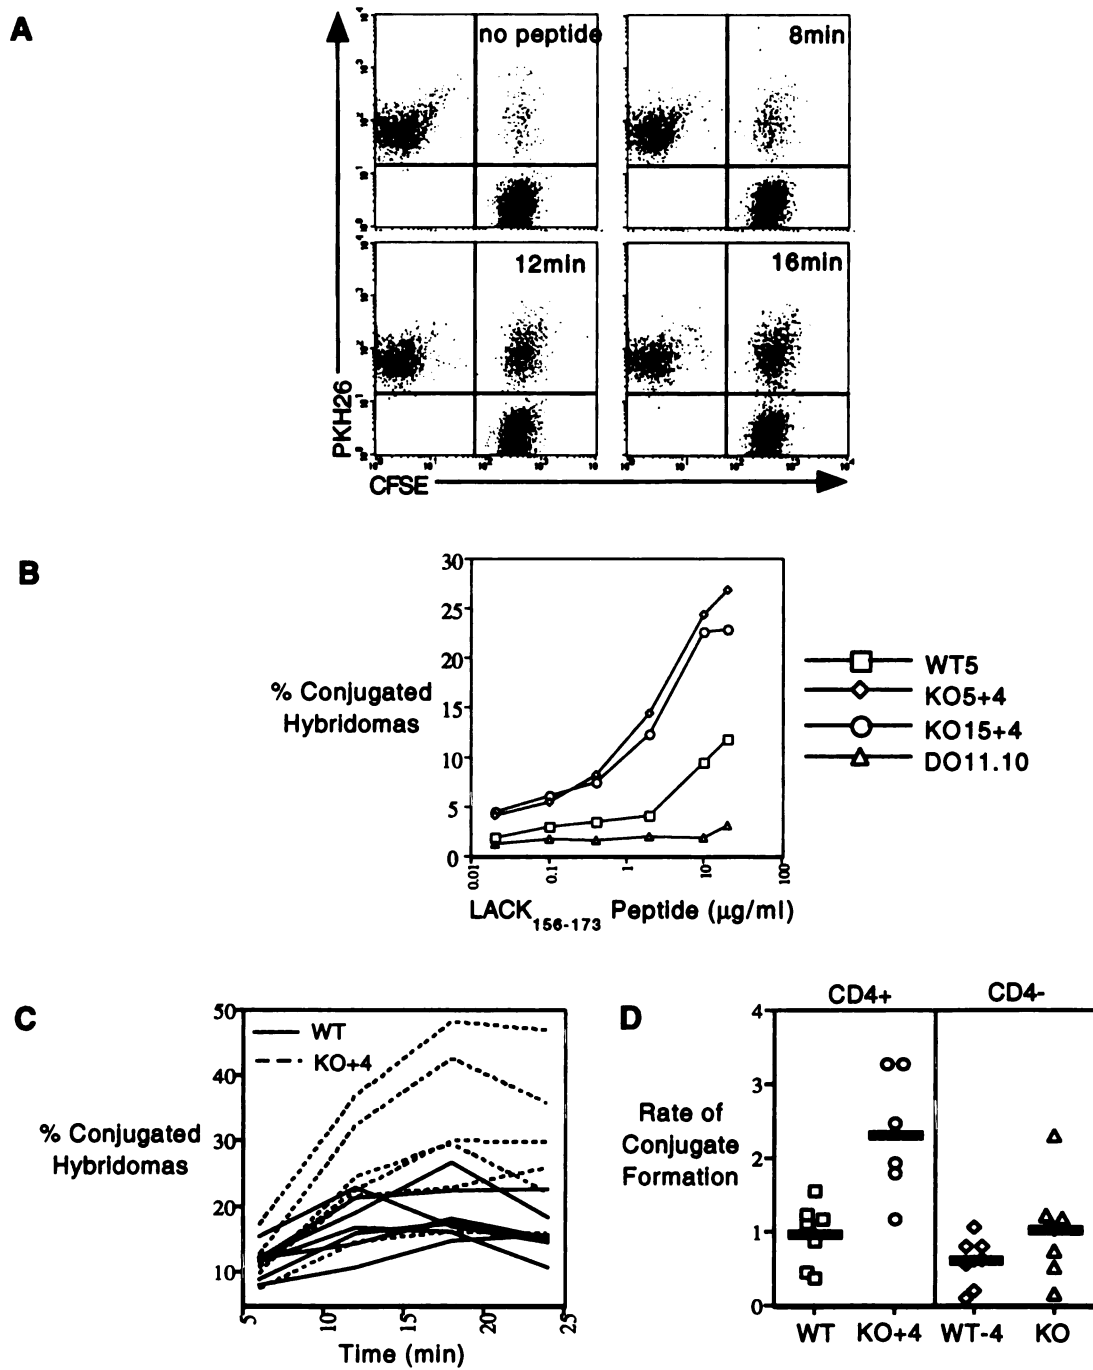 A
no peptide
8min
12min
16min
PKH26
CFSE
B
30
25
20
15
10
5
0
% Conjugated
Hybridomas
0.01
0.1
1
10
100
LACK156-173 Peptide (µg/ml)
WT5
KO5+4
KO15+4
DO11.10
C
50
40
30
20
10
% Conjugated
Hybridomas
WT
KO+4
5
10
15
20
25
Time (min)
D
CD4+
CD4-
4
3
2
1
0
Rate of
Conjugate
Formation
WT
KO+4
WT-4
KO